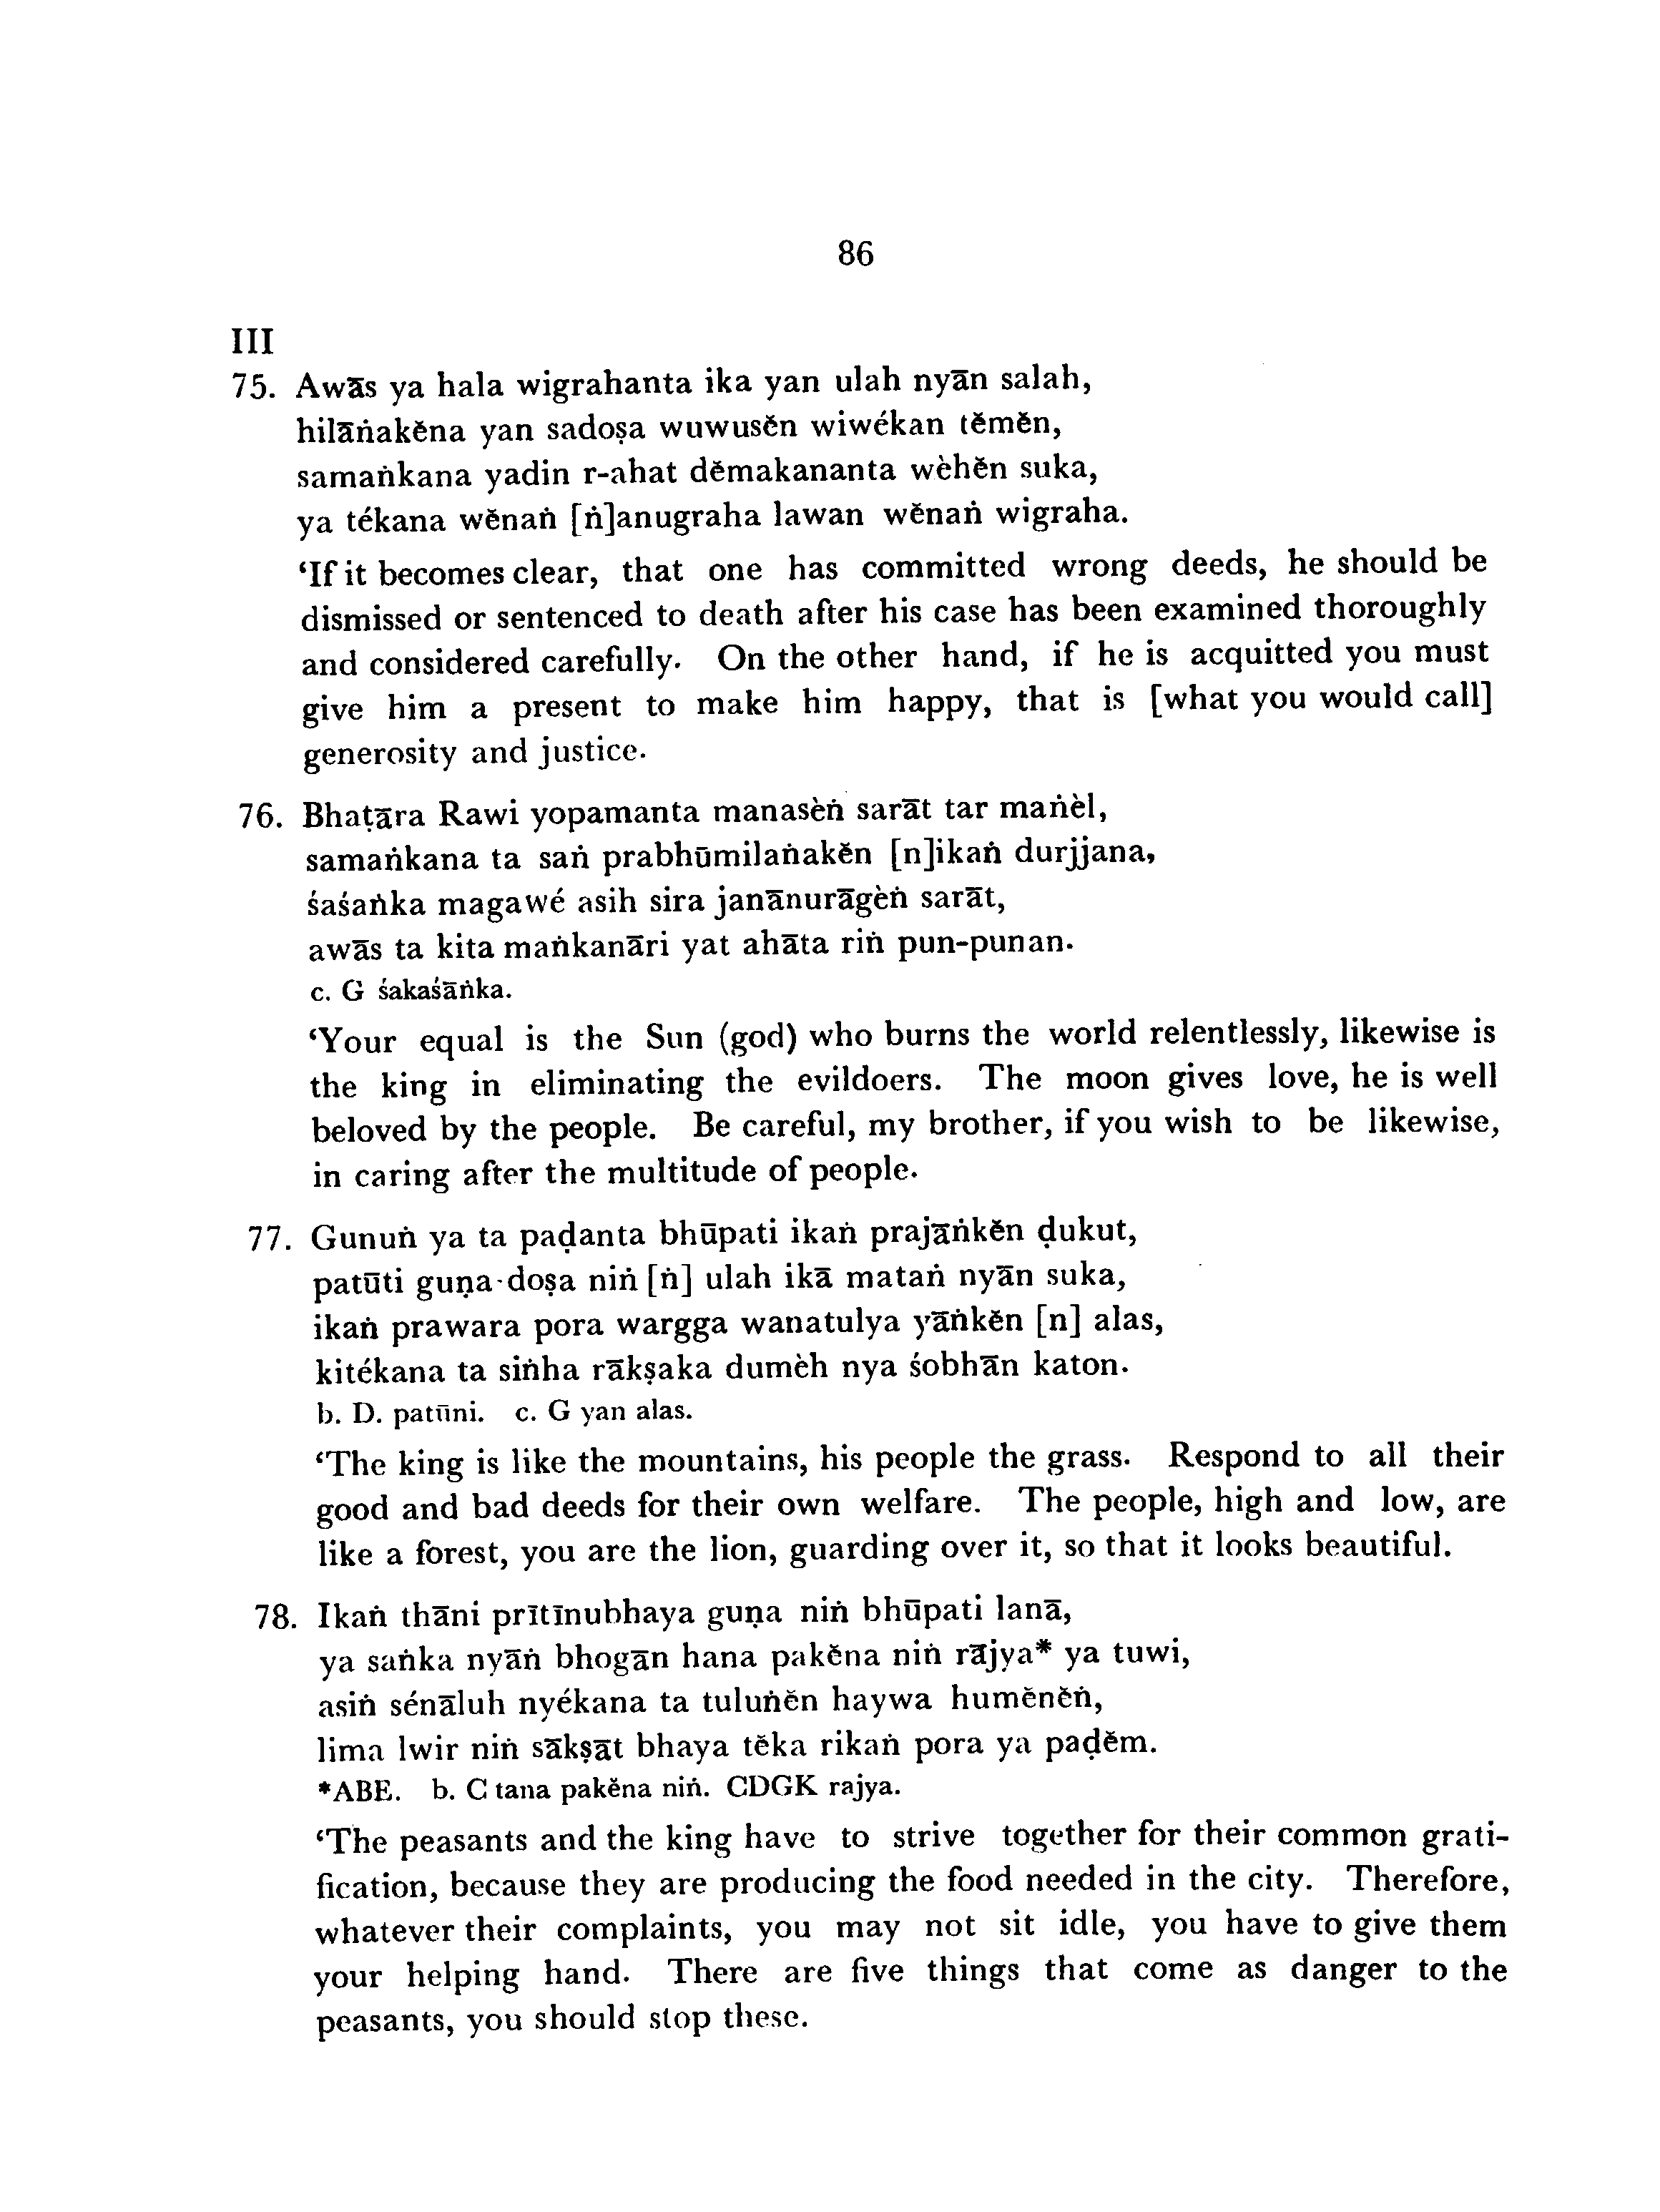 86
III
75. Awās ya hala wigrahanta ika yan ulah nyān salah,
hilāṅakĕna yan sadoṣa wuwusĕn wiwékan tĕmĕn,
samaṅkana yadin r-ahat dĕmakananta wèhĕn suka,
ya tékana wĕnaṅ [ṅ]anugraha lawan wĕnaṅ wigraha.
‘If it becomes clear, that one has committed wrong deeds, he should be
dismissed or sentenced to death after his case has been examined thoroughly
and considered carefully. On the other hand, if he is acquitted you must
give him a present to make him happy, that is [what you would call]
generosity and justice.
76. Bhaṭāra Rawi yopamanta manasèṅ sarāt tar maṅèl,
samaṅkana ta saṅ prabhūmilaṅakĕn [n]ikaṅ durjjana,
śaśaṅka magawé asih sira janānurāgèṅ sarāt,
awās ta kita maṅkanāri yat ahāta riṅ pun-punan.
c. G śakaśāṅka.
‘Your equal is the Sun (god) who burns the world relentlessly, likewise is
the king in eliminating the evildoers. The moon gives love, he is well
beloved by the people. Be careful, my brother, if you wish to be likewise,
in caring after the multitude of people.
77. Gunuṅ ya ta paḍanta bhūpati ikaṅ prajāṅkĕn ḍukut,
patūti guṇa-doṣa niṅ [ṅ] ulah ikā mataṅ nyān suka,
ikaṅ prawara pora wargga wanatulya yāṅkĕn [n] alas,
kitékana ta siṅha rākṣaka dumèh nya śobhān katon.
b. D. patūni. c. G yan alas.
‘The king is like the mountains, his people the grass. Respond to all their
good and bad deeds for their own welfare. The people, high and low, are
like a forest, you are the lion, guarding over it, so that it looks beautiful.
78. Ikaṅ thāni prītīnubhaya guṇa niṅ bhūpati lanā,
ya saṅka nyāṅ bhogān hana pakĕna niṅ rājya* ya tuwi,
asiṅ sénāluh nyékana ta tuluṅĕn haywa humĕnĕṅ,
lima lwir niṅ sākṣāt bhaya tĕka rikaṅ pora ya paḍĕm.
*ABE. b. C tana pakĕna niṅ. CDGK rajya.
‘The peasants and the king have to strive together for their common grati-
fication, because they are producing the food needed in the city. Therefore,
whatever their complaints, you may not sit idle, you have to give them
your helping hand. There are five things that come as danger to the
peasants, you should stop these.